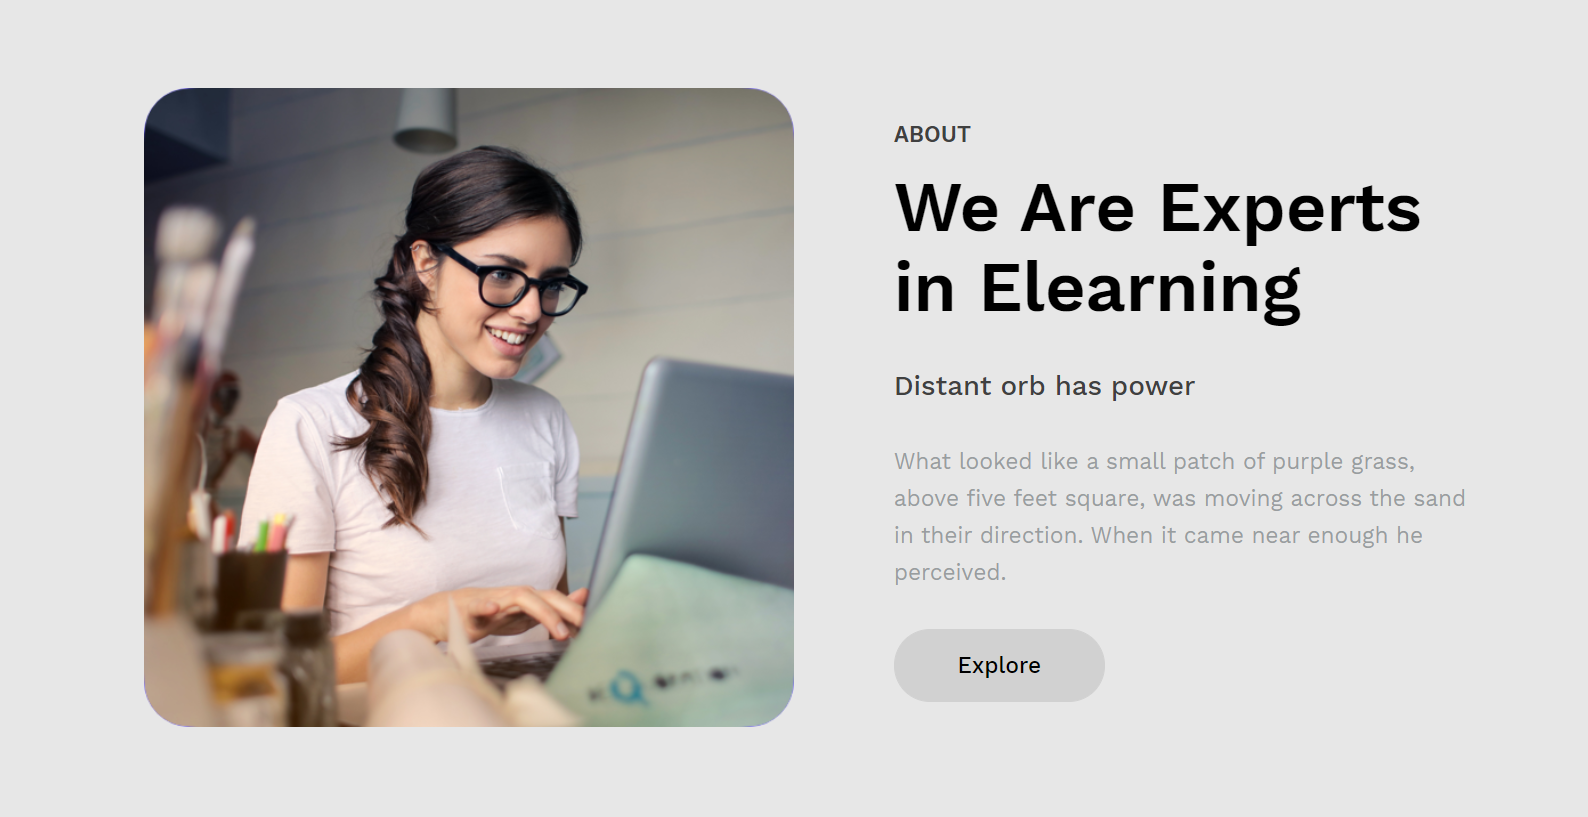 ABOUT
We Are Experts
in Elearning
Distant orb has power
What looked like a small patch of purple grass,
above five feet square, was moving across the sand
in their direction. When it came near enough he
perceived.
Explore